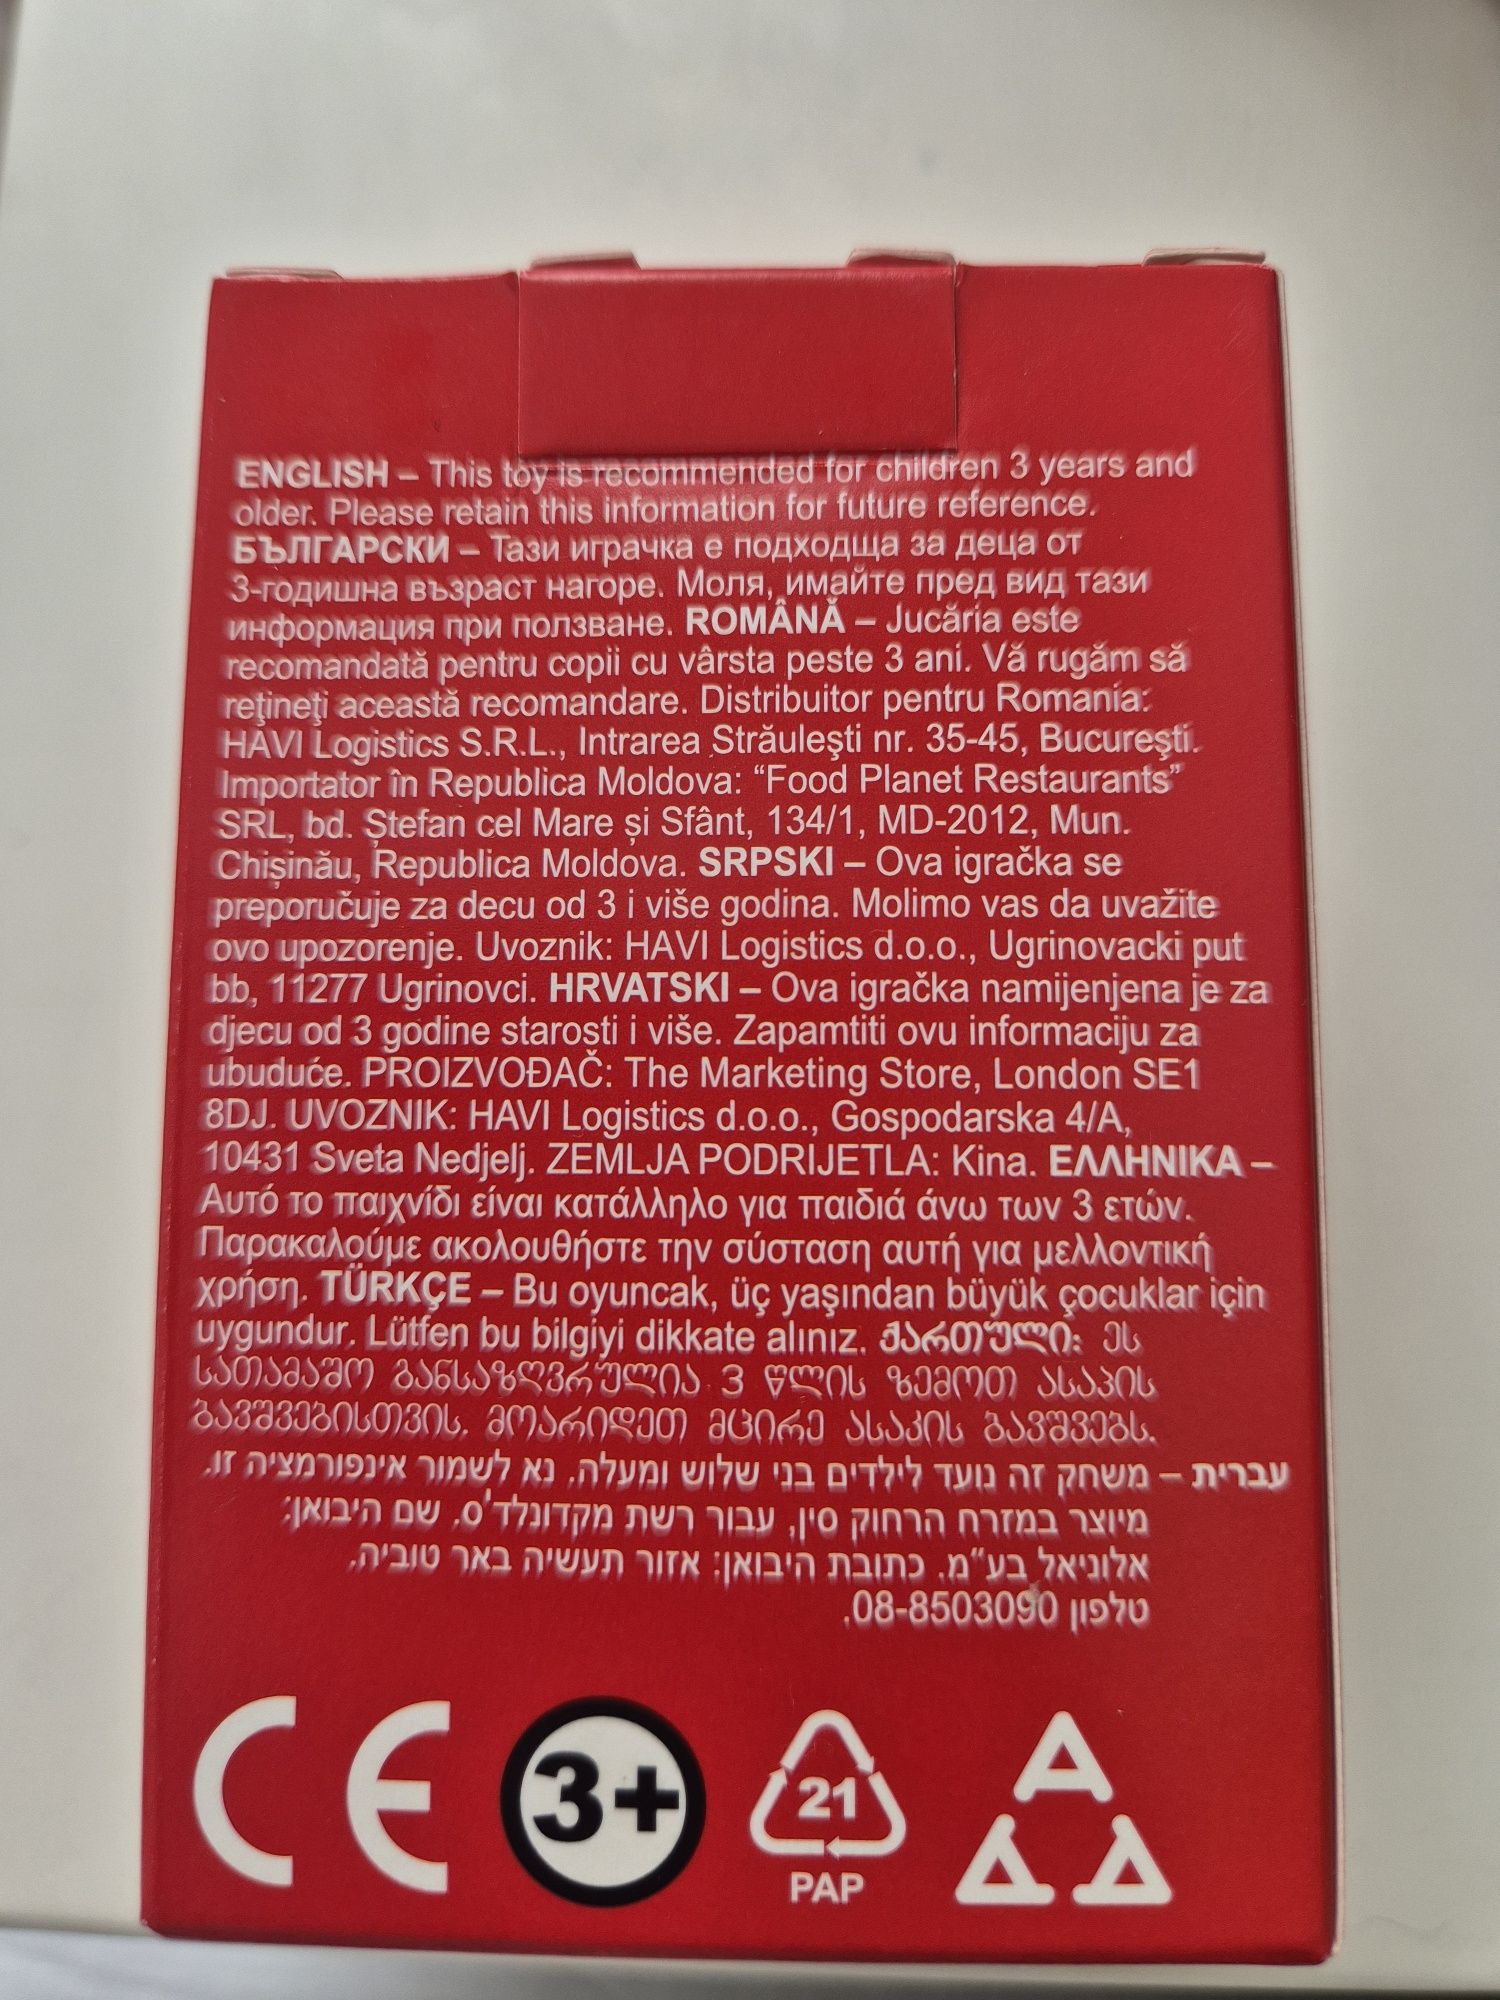 ENGLISH – This toy is recommended for children 3 years and
older. Please retain this information for future reference.
БЪЛГАРСКИ – Тази играчка е подходща за деца от
3-годишна възраст нагоре. Моля, имайте пред вид тази
информация при ползване. ROMÂNĂ – Jucăria este
recomandată pentru copii cu vârsta peste 3 ani. Vă rugăm să
reţineţi această recomandare. Distribuitor pentru Romania:
HAVI Logistics S.R.L., Intrarea Străuleşti nr. 35-45, Bucureşti.
Importator în Republica Moldova: “Food Planet Restaurants”
SRL, bd. Ștefan cel Mare și Sfânt, 134/1, MD-2012, Mun.
Chișinău, Republica Moldova. SRPSKI – Ova igračka se
preporučuje za decu od 3 i više godina. Molimo vas da uvažite
ovo upozorenje. Uvoznik: HAVI Logistics d.o.o., Ugrinovacki put
bb, 11277 Ugrinovci. HRVATSKI – Ova igračka namijenjena je za
djecu od 3 godine starosti i više. Zapamtiti ovu informaciju za
ubuduće. PROIZVOĐAČ: The Marketing Store, London SE1
8DJ. UVOZNIK: HAVI Logistics d.o.o., Gospodarska 4/A,
10431 Sveta Nedjelj. ZEMLJA PODRIJETLA: Kina. ΕΛΛΗΝΙΚΑ –
Αυτό το παιχνίδι είναι κατάλληλο για παιδιά άνω των 3 ετών.
Παρακαλούμε ακολουθήστε την σύσταση αυτή για μελλοντική
χρήση. TÜRKÇE – Bu oyuncak, üç yaşından büyük çocuklar için
uygundur. Lütfen bu bilgiyi dikkate alınız. ქართული: ეს
სათამაშო განსაზღვრულია 3 წლის ზემოთ ასაკის
ბავშვებისთვის. მოარიდეთ მცირე ასაკის ბავშვებს.
עברית – משחק זה נועד לילדים בני שלוש ומעלה. נא לשמור אינפורמציה זו.
מיוצר במזרח הרחוק סין, עבור רשת מקדונלד'ס. שם היבואן:
אלוניאל בע“מ. כתובת היבואן: אזור תעשיה באר טוביה.
טלפון 08-8503090.
CE 3+ 21
PAP